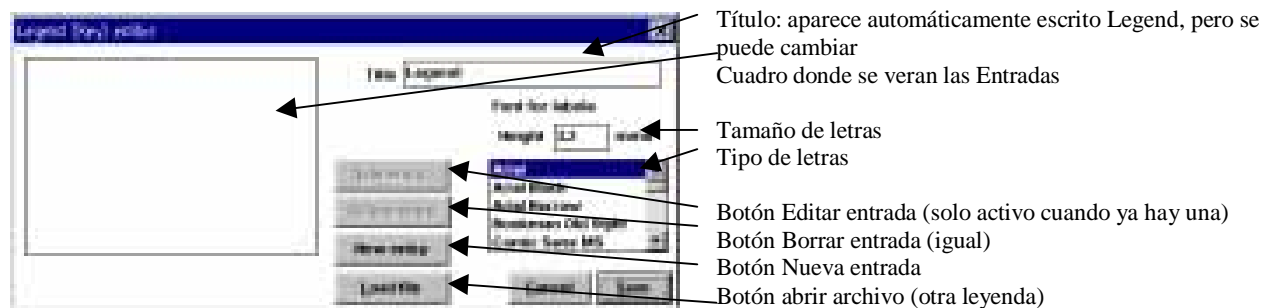 Legend (key) editor
Título: aparece automáticamente escrito Legend, pero se
puede cambiar
Cuadro donde se veran las Entradas
Title Legend
Font for labels
Height
Tamaño de letras
Tipo de letras
Arial
Arial Black
Arial Narrow
Bookman Old Style
Comic Sans MS
Botón Editar entrada (solo activo cuando ya hay una)
Botón Borrar entrada (igual)
New entry
Botón Nueva entrada
Load file
Cancel
Save
Botón abrir archivo (otra leyenda)